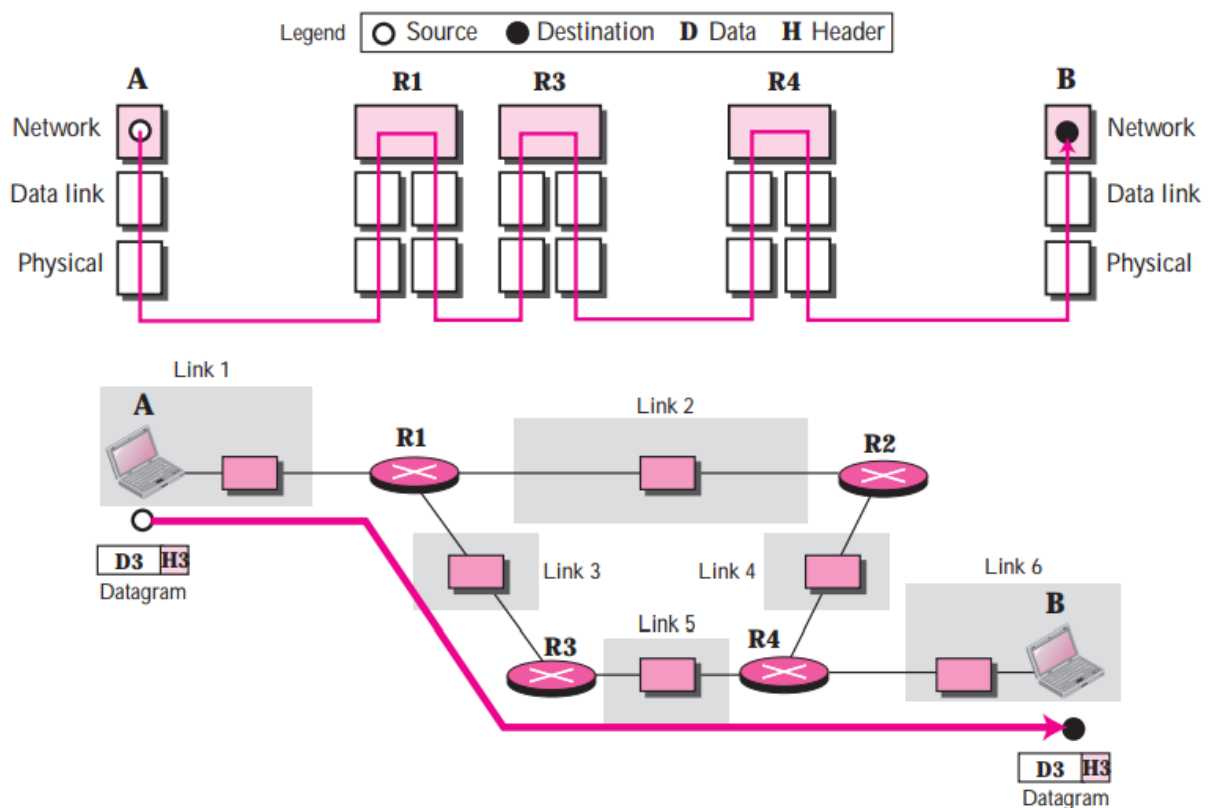 Legend Source Destination D Data H Header
A R1 R3 R4 B
Network Network
Data link Data link
Physical Physical
Link 1
A
Link 2
R1 R2
Link 3 Link 4
D3 H3
Datagram
Link 6
B
Link 5
R3 R4
D3 H3
Datagram